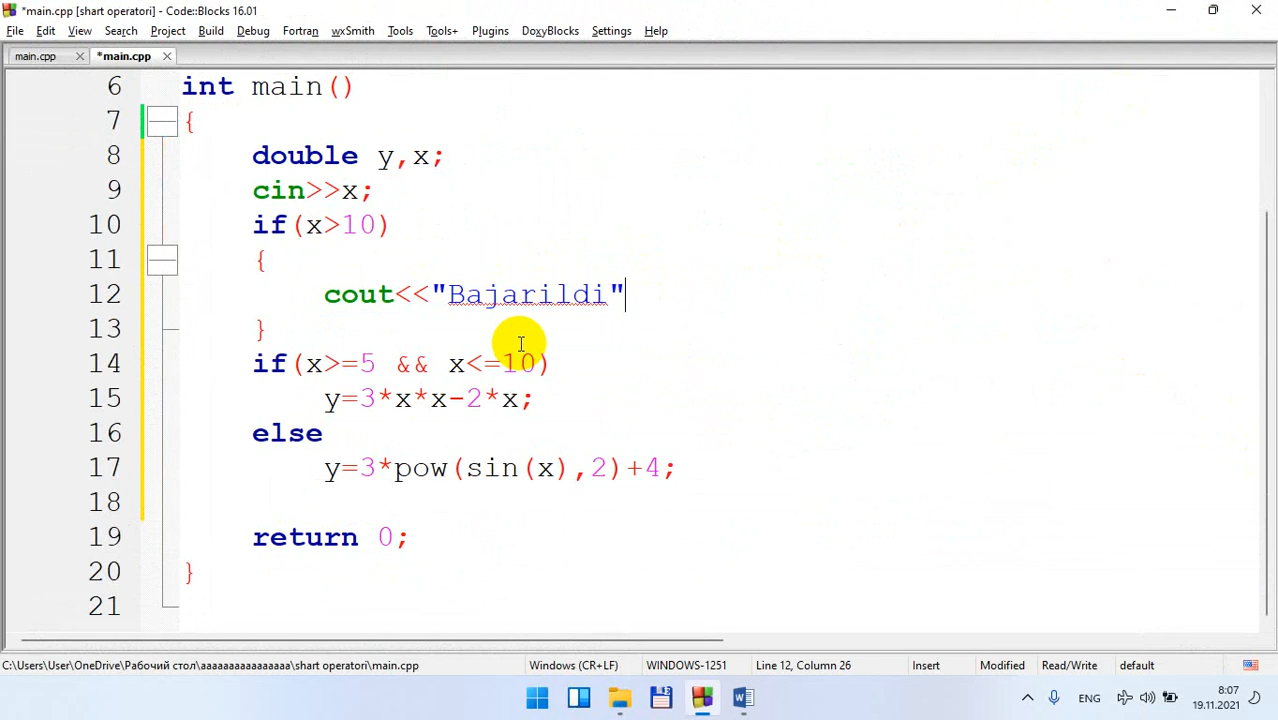 *main.cpp [shart operatori] - Code::Blocks 16.01
File Edit View Search Project Build Debug Fortran wxSmith Tools Tools+ Plugins DoxyBlocks Settings Help
main.cpp *main.cpp
6 int main()
7 {
8 double y,x;
9 cin>>x;
10 if(x>10)
11 {
12 cout<<"Bajarildi"
13 }
14 if(x>=5 && x<=10)
15 y=3*x*x-2*x;
16 else
17 y=3*pow(sin(x),2)+4;
18
19 return 0;
20 }
21
C:\Users\User\OneDrive\Рабочий стол\aaaaaaaaaaaaaaaa\shart operatori\main.cpp Windows (CR+LF) WINDOWS-1251 Line 12, Column 26 Insert Modified Read/Write default
ENG 8:07
19.11.2021